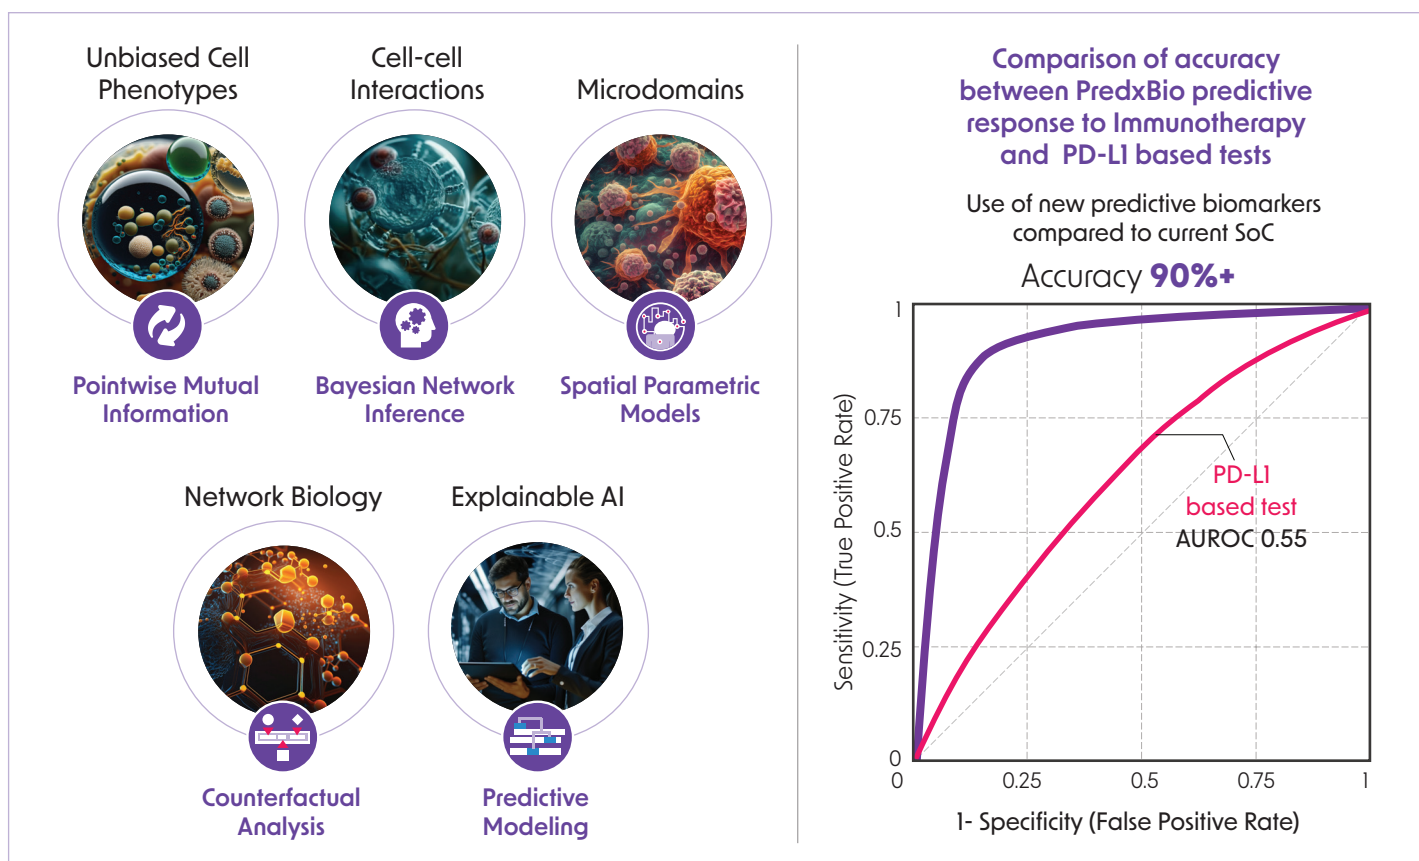 Unbiased Cell
Phenotypes
Cell-cell
Interactions
Microdomains
Pointwise Mutual
Information
Bayesian Network
Inference
Spatial Parametric
Models
Network Biology
Explainable AI
Counterfactual
Analysis
Predictive
Modeling
Comparison of accuracy
between PredxBio predictive
response to Immunotherapy
and PD-L1 based tests
Use of new predictive biomarkers
compared to current SoC
Accuracy 90%+
Sensitivity (True Positive Rate)
1
0.75
0.5
0.25
0
PD-L1
based test
AUROC 0.55
0
0.25
0.5
0.75
1
1- Specificity (False Positive Rate)